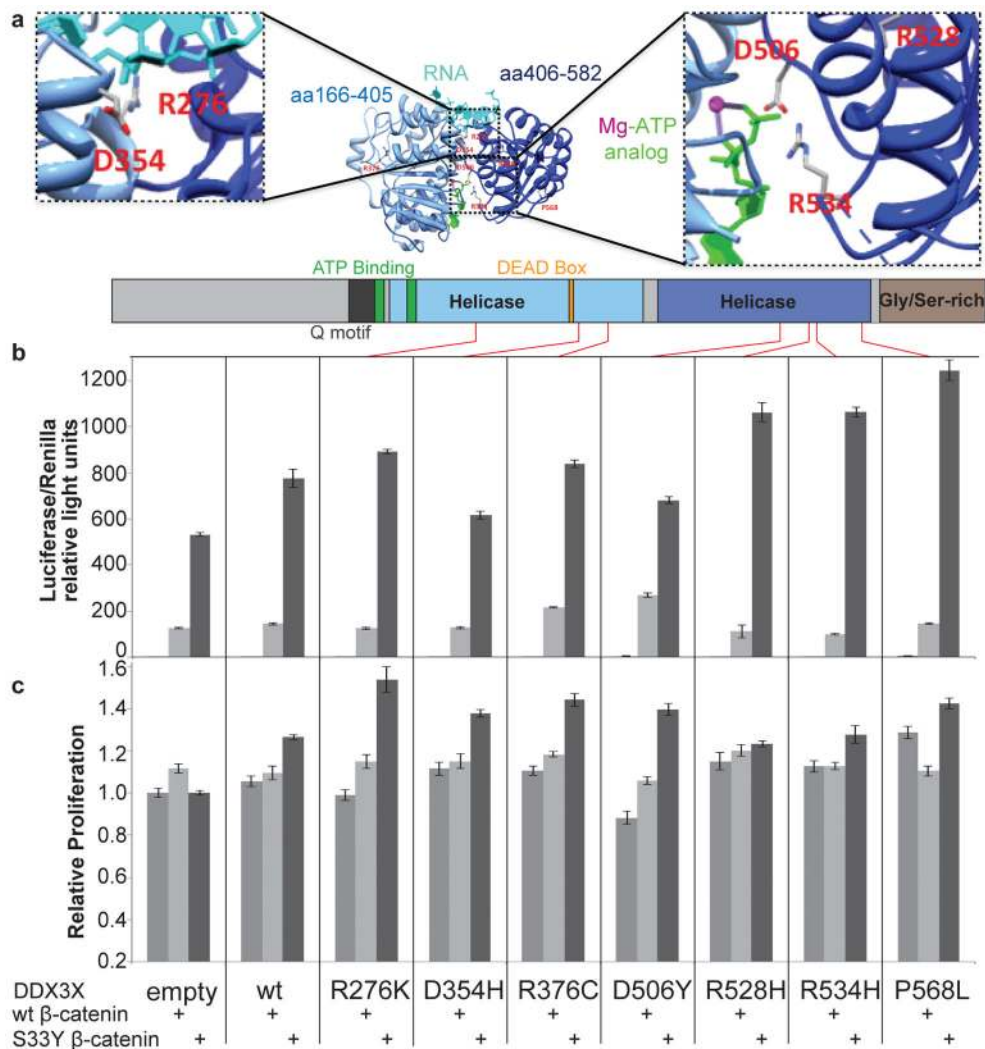 a
D354
R276
RNA
aa166-405
aa406-582
Mg-ATP
analog
D506
R528
R534
P568
ATP Binding
DEAD Box
Helicase
Helicase
Gly/Ser-rich
Q motif
b
Luciferase/Renilla
relative light units
1200
1000
800
600
400
200
0
c
Relative Proliferation
1.6
1.4
1.2
1.0
0.8
0.6
0.4
0.2
DDX3X empty wt R276K D354H R376C D506Y R528H R534H P568L
wt β-catenin + + + + + + + + +
S33Y β-catenin + + + + + + + + +